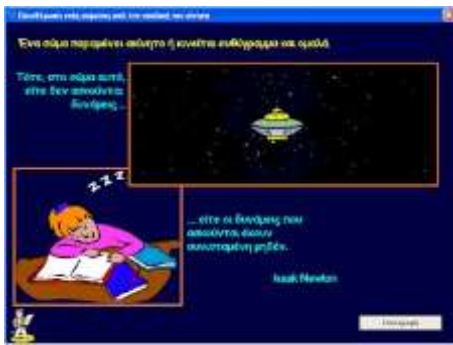 Ένα σώμα παραμένει ακίνητο ή κινείται ευθύγραμμα και ομαλά
Τότε, στο σώμα αυτό,
είτε δεν ασκούνται
δυνάμεις ...
z z z
... είτε οι δυνάμεις που
ασκούνται έχουν
συνισταμένη μηδέν.
Isaak Newton